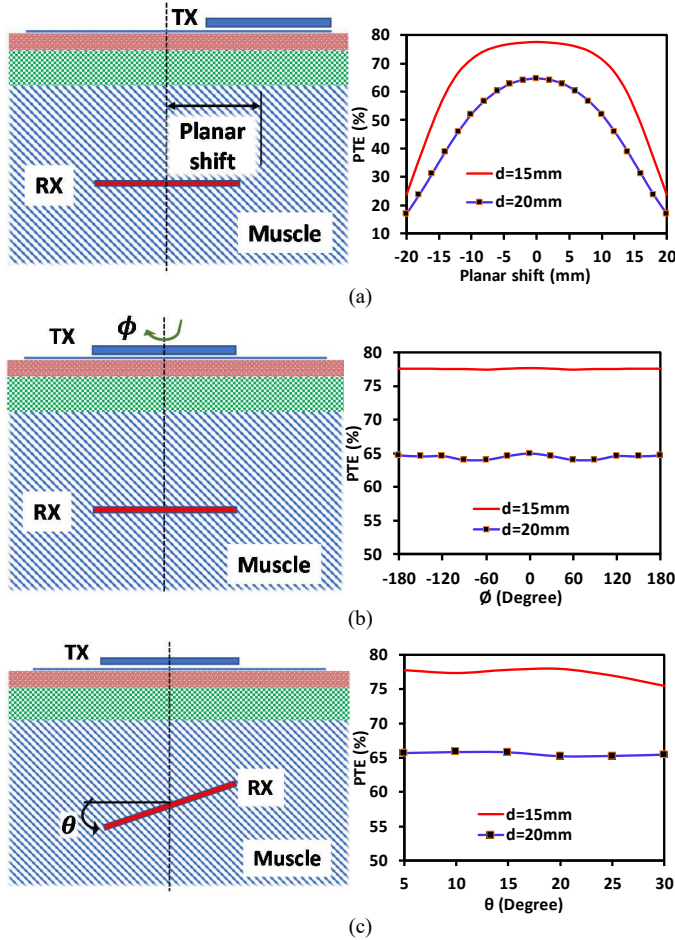 TX
Planar
shift
RX
Muscle
PTE (%)
80
70
60
50
40
30
20
10
d=15mm
d=20mm
-20 -15 -10 -5 0 5 10 15 20
Planar shift (mm)
(a)
TX
ϕ
RX
Muscle
PTE (%)
80
75
70
65
60
55
50
d=15mm
d=20mm
-180 -120 -60 0 60 120 180
Ø (Degree)
(b)
TX
RX
θ
Muscle
PTE (%)
80
75
70
65
60
55
50
d=15mm
d=20mm
5 10 15 20 25 30
θ (Degree)
(c)